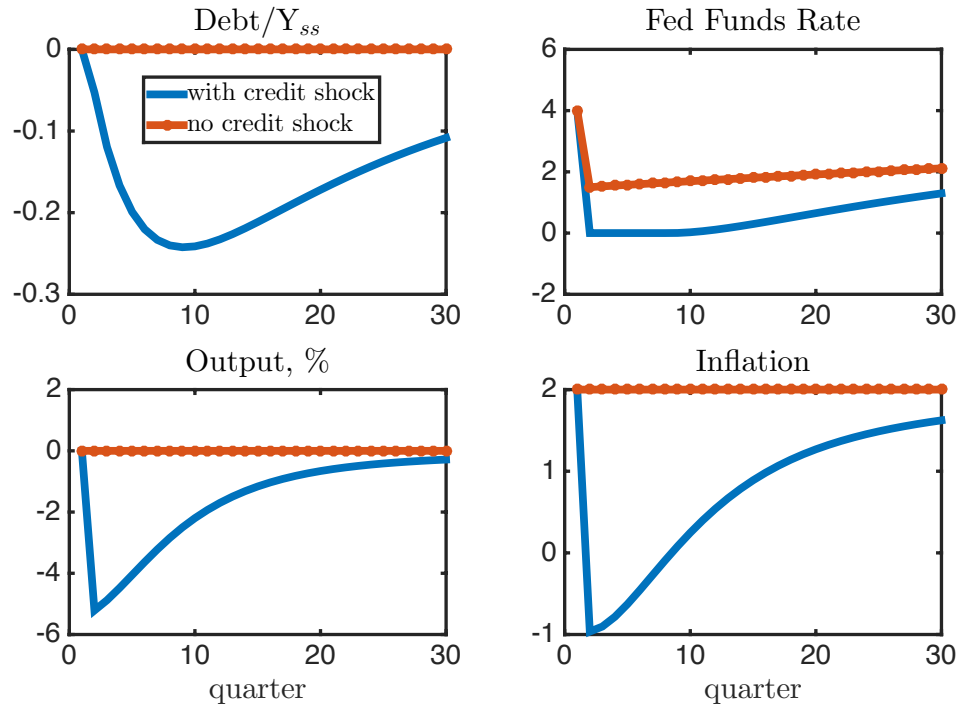 Debt/Y_ss
0
-0.1
-0.2
-0.3
0 10 20 30
with credit shock
no credit shock
Fed Funds Rate
6
4
2
0
-2
0 10 20 30
Output, %
2
0
-2
-4
-6
0 10 20 30
quarter
Inflation
2
1
0
-1
0 10 20 30
quarter